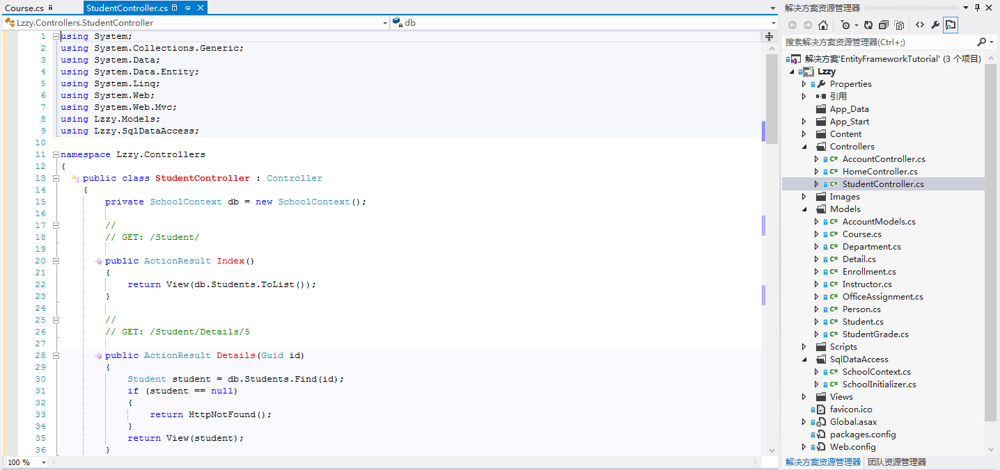 Course.cs
StudentController.cs
Lzzy.Controllers.StudentController
db
1 using System;
2 using System.Collections.Generic;
3 using System.Data;
4 using System.Data.Entity;
5 using System.Linq;
6 using System.Web;
7 using System.Web.Mvc;
8 using Lzzy.Models;
9 using Lzzy.SqlDataAccess;
10
11 namespace Lzzy.Controllers
12 {
13 public class StudentController : Controller
14 {
15 private SchoolContext db = new SchoolContext();
16
17 //
18 // GET: /Student/
19
20 public ActionResult Index()
21 {
22 return View(db.Students.ToList());
23 }
24
25 //
26 // GET: /Student/Details/5
27
28 public ActionResult Details(Guid id)
29 {
30 Student student = db.Students.Find(id);
31 if (student == null)
32 {
33 return HttpNotFound();
34 }
35 return View(student);
36 }
100 %
解决方案资源管理器
搜索解决方案资源管理器(Ctrl+;)
解决方案'EntityFrameworkTutorial' (3 个项目)
Lzzy
Properties
引用
App_Data
App_Start
Content
Controllers
C# AccountController.cs
C# HomeController.cs
C# StudentController.cs
Images
Models
C# AccountModels.cs
C# Course.cs
C# Department.cs
C# Detail.cs
C# Enrollment.cs
C# Instructor.cs
C# OfficeAssignment.cs
C# Person.cs
C# Student.cs
C# StudentGrade.cs
Scripts
SqlDataAccess
C# SchoolContext.cs
C# SchoolInitializer.cs
Views
favicon.ico
Global.asax
packages.config
Web.config
解决方案资源管理器
团队资源管理器